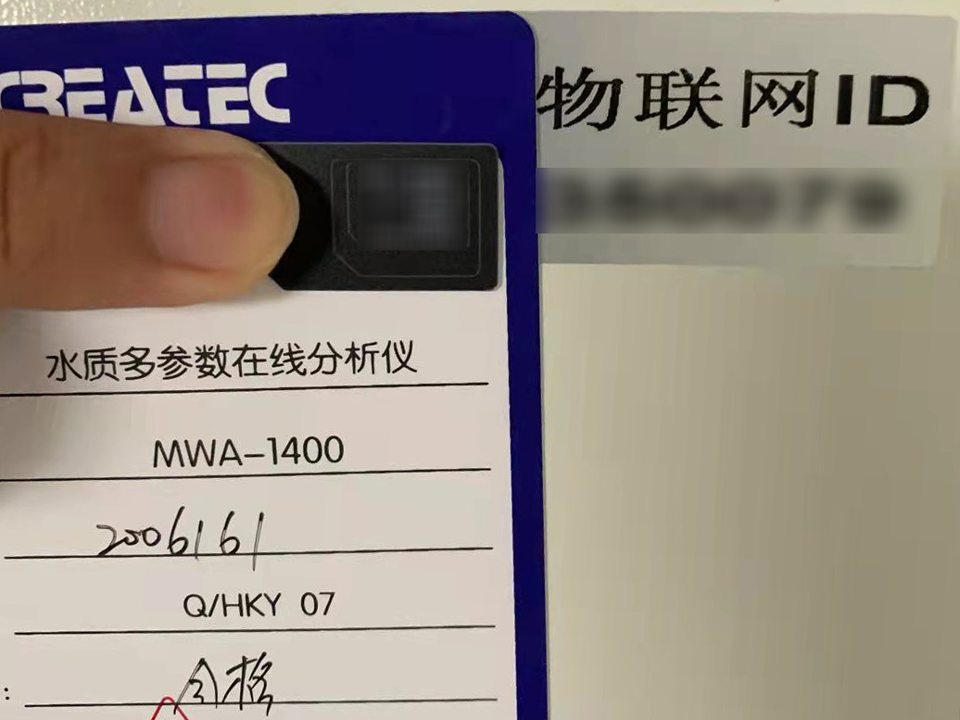 CREATEC
物联网ID
水质多参数在线分析仪
MWA-1400
2006161
Q/HKY 07
合格